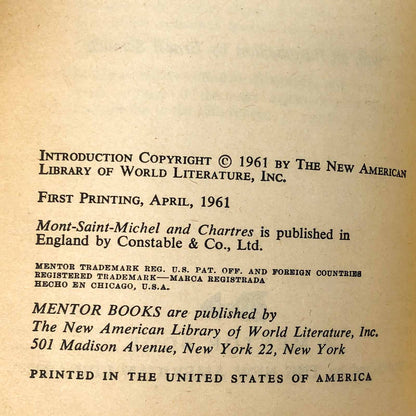 INTRODUCTION COPYRIGHT © 1961 BY THE NEW AMERICAN
LIBRARY OF WORLD LITERATURE, INC.
FIRST PRINTING, APRIL, 1961
Mont-Saint-Michel and Chartres is published in
England by Constable & Co., Ltd.
MENTOR TRADEMARK REG. U.S. PAT. OFF. AND FOREIGN COUNTRIES
REGISTERED TRADEMARK—MARCA REGISTRADA
HECHO EN CHICAGO, U.S.A.
MENTOR BOOKS are published by
The New American Library of World Literature, Inc.
501 Madison Avenue, New York 22, New York
PRINTED IN THE UNITED STATES OF AMERICA